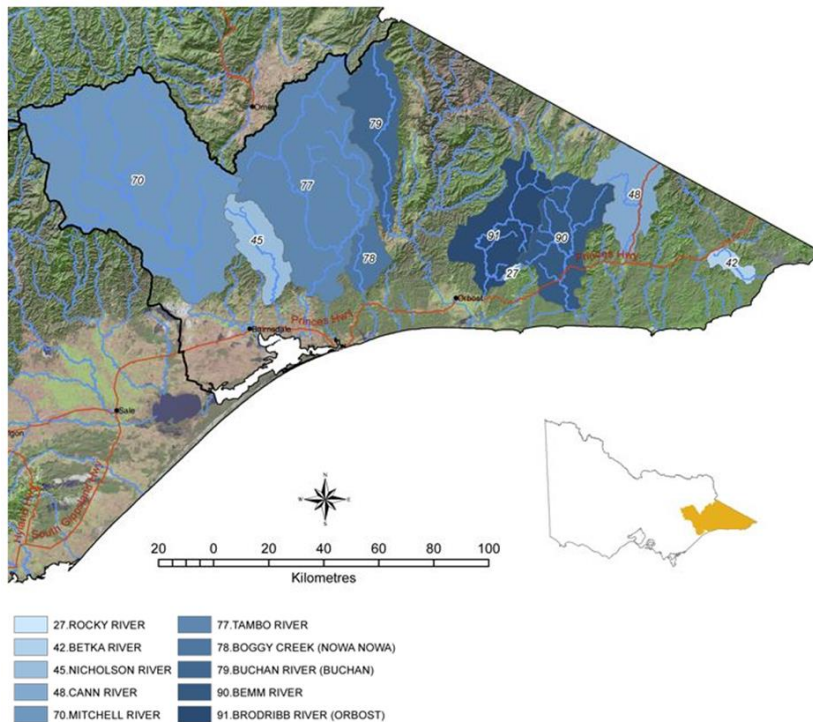 Omeo
70
77
79
48
91
90
45
78
27
42
Princes Hwy
Orbost
Princes Hwy
Bairnsdale
Sale
South Gippsland Hwy
Hyland Hwy
N
W
E
S
20 0 20 40 60 80 100
Kilometres
27.ROCKY RIVER
42.BETKA RIVER
45.NICHOLSON RIVER
48.CANN RIVER
70.MITCHELL RIVER
77.TAMBO RIVER
78.BOGGY CREEK (NOWA NOWA)
79.BUCHAN RIVER (BUCHAN)
90.BEMM RIVER
91.BRODRIBB RIVER (ORBOST)